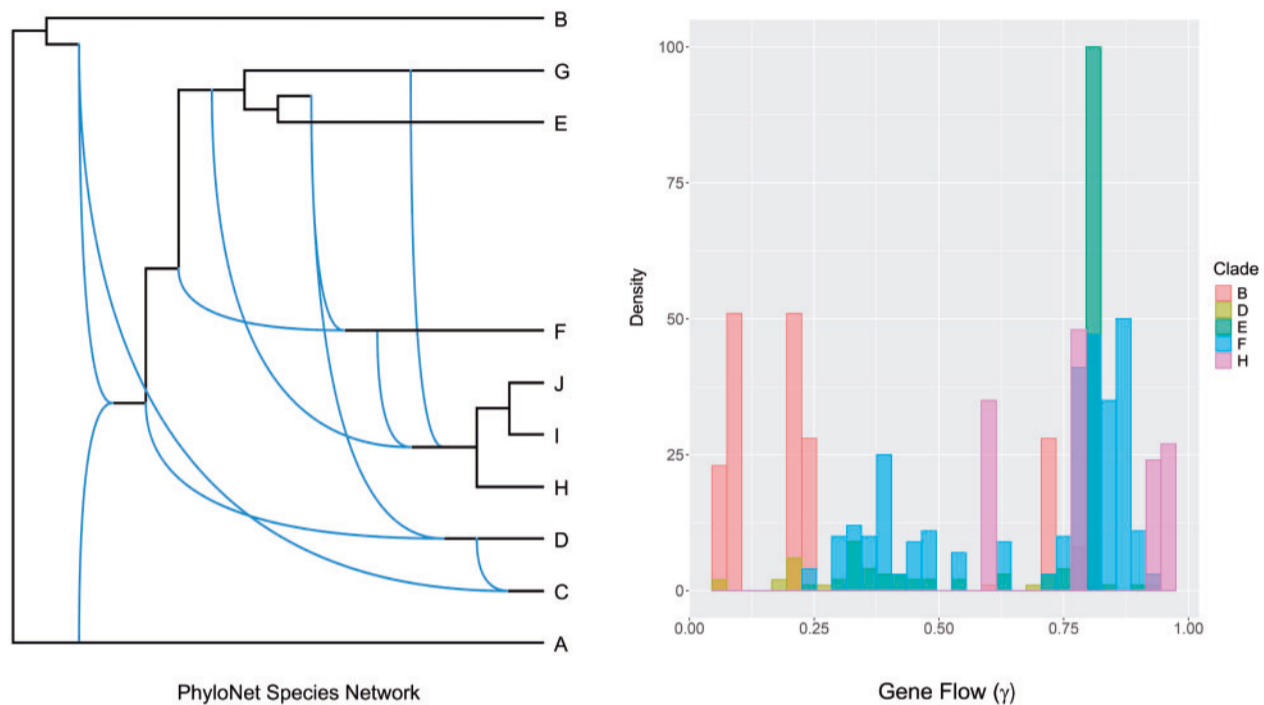 B
G
E
F
J
I
H
D
C
A
PhyloNet Species Network
100
75
50
25
0
Density
0.00 0.25 0.50 0.75 1.00
Gene Flow (γ)
Clade
B
D
E
F
H